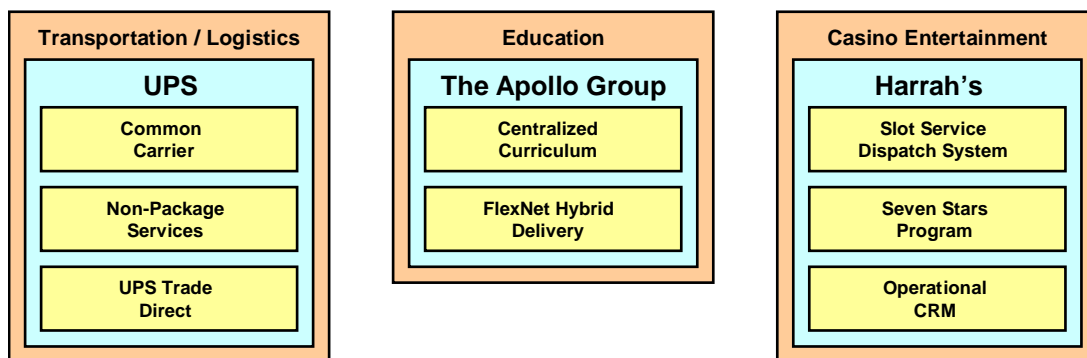 Transportation / Logistics
UPS
Common
Carrier
Non-Package
Services
UPS Trade
Direct
Education
The Apollo Group
Centralized
Curriculum
FlexNet Hybrid
Delivery
Casino Entertainment
Harrah's
Slot Service
Dispatch System
Seven Stars
Program
Operational
CRM